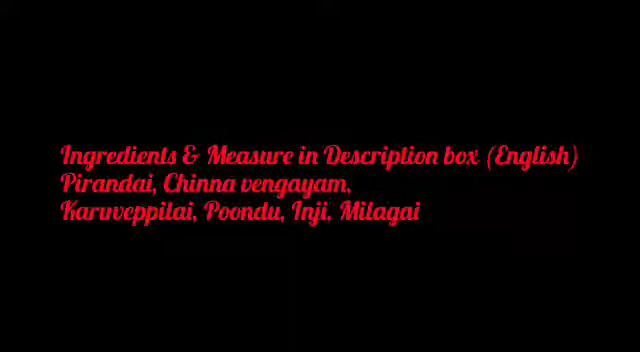 Ingredients & Measure in Description box (English)
Pirandai, Chinna vengayam,
Karuveppilai, Poondu, Inji, Milagai